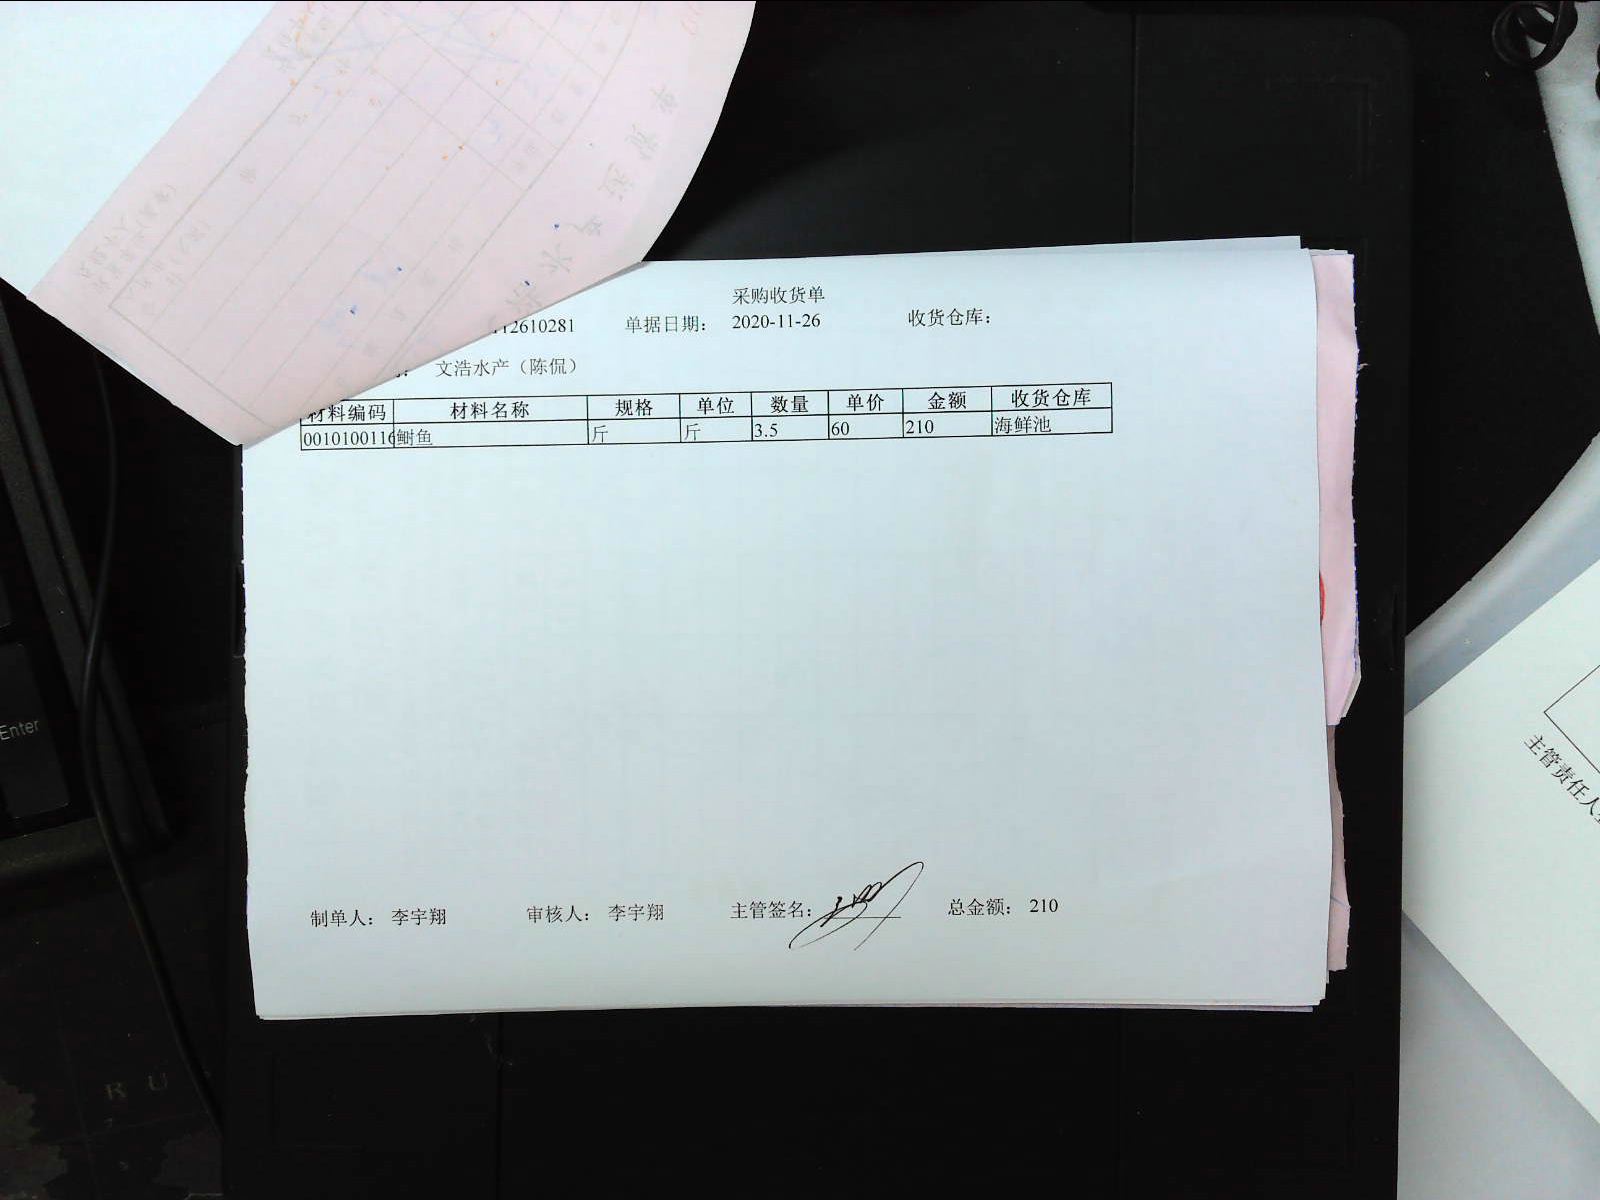 采购收货单
12610281 单据日期： 2020-11-26 收货仓库：
文浩水产（陈侃）
材料编码 材料名称 规格 单位 数量 单价 金额 收货仓库
0010100116 鲥鱼 斤 斤 3.5 60 210 海鲜池
制单人： 李宇翔 审核人： 李宇翔 主管签名： 总金额： 210
主管责任人
Enter